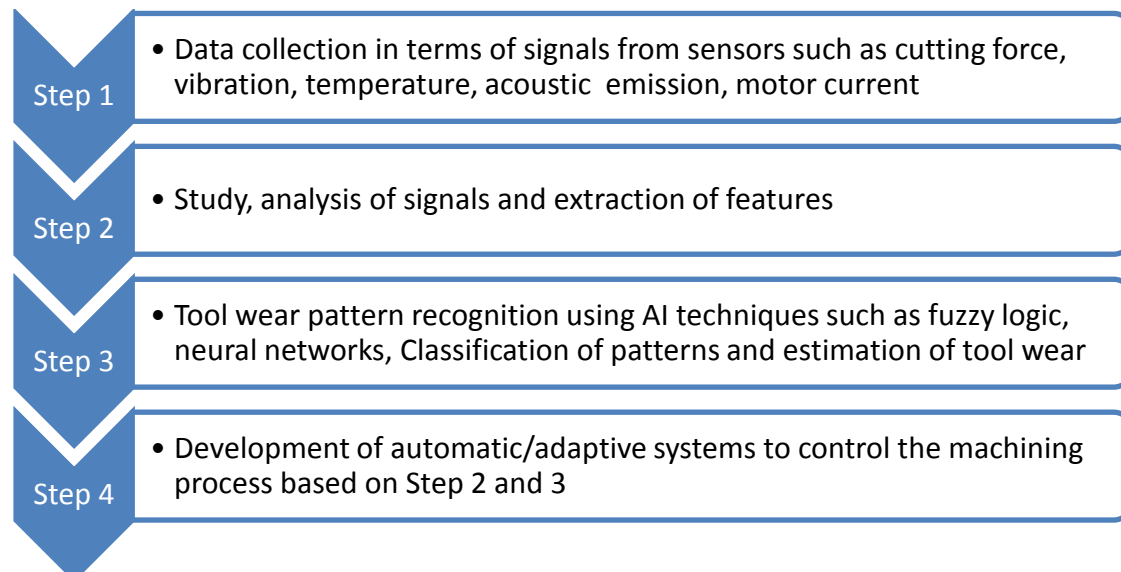 Step 1
• Data collection in terms of signals from sensors such as cutting force,
vibration, temperature, acoustic  emission, motor current
Step 2
• Study, analysis of signals and extraction of features
Step 3
• Tool wear pattern recognition using AI techniques such as fuzzy logic,
neural networks, Classification of patterns and estimation of tool wear
Step 4
• Development of automatic/adaptive systems to control the machining
process based on Step 2 and 3